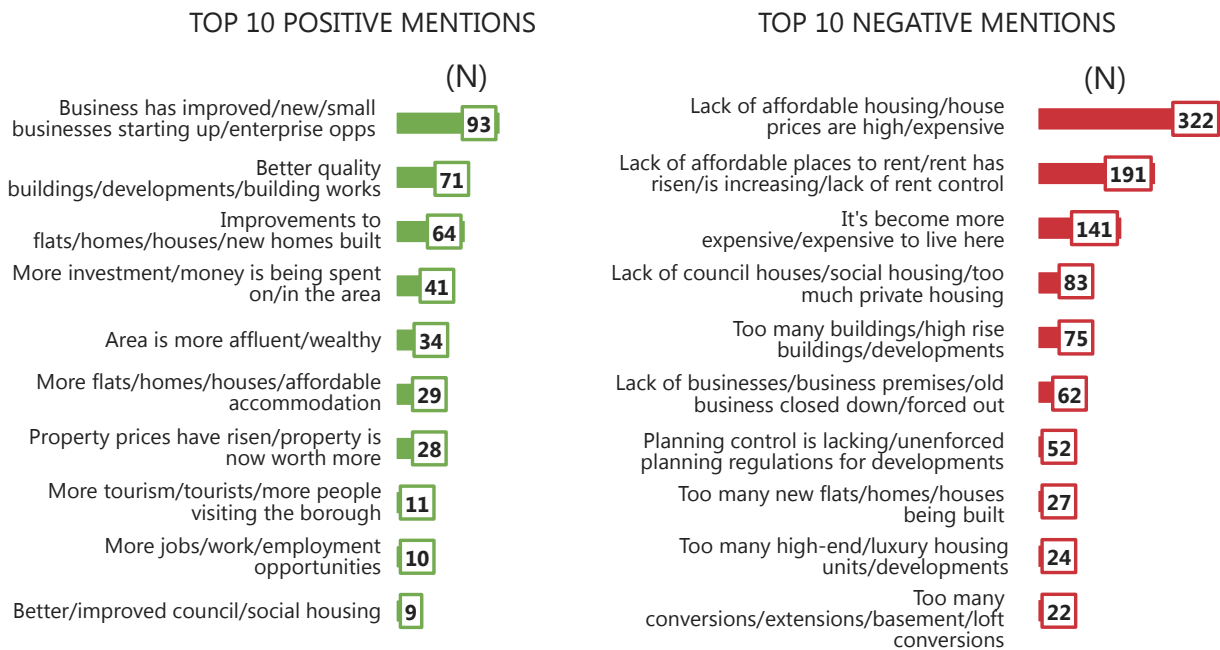 TOP 10 POSITIVE MENTIONS
(N)
Business has improved/new/small
businesses starting up/enterprise opps
93
Better quality
buildings/developments/building works
71
Improvements to
flats/homes/houses/new homes built
64
More investment/money is being spent
on/in the area
41
Area is more affluent/wealthy
34
More flats/homes/houses/affordable
accommodation
29
Property prices have risen/property is
now worth more
28
More tourism/tourists/more people
visiting the borough
11
More jobs/work/employment
opportunities
10
Better/improved council/social housing
9
TOP 10 NEGATIVE MENTIONS
(N)
Lack of affordable housing/house
prices are high/expensive
322
Lack of affordable places to rent/rent has
risen/is increasing/lack of rent control
191
It's become more
expensive/expensive to live here
141
Lack of council houses/social housing/too
much private housing
83
Too many buildings/high rise
buildings/developments
75
Lack of businesses/business premises/old
business closed down/forced out
62
Planning control is lacking/unenforced
planning regulations for developments
52
Too many new flats/homes/houses
being built
27
Too many high-end/luxury housing
units/developments
24
Too many
conversions/extensions/basement/loft
conversions
22